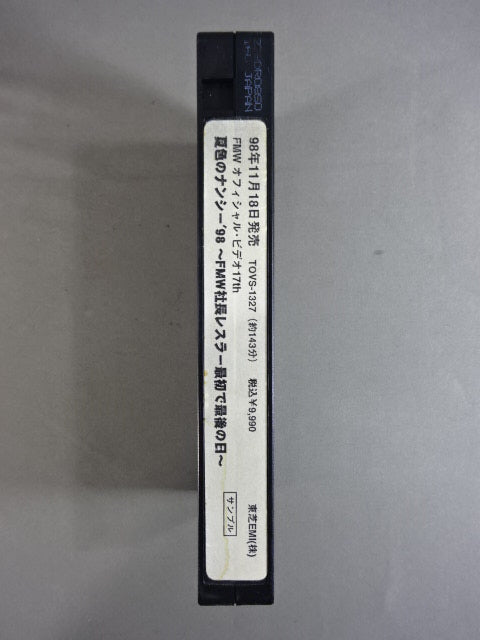 98年11月18日発売 TOVS-1327（約143分） 税込￥9,990 東芝EMI(株)
FMW オフィシャル・ビデオ17th
夏色のナンシー'98 ～FMW社長レスラー最初で最後の日～
サンプル
JAPAN